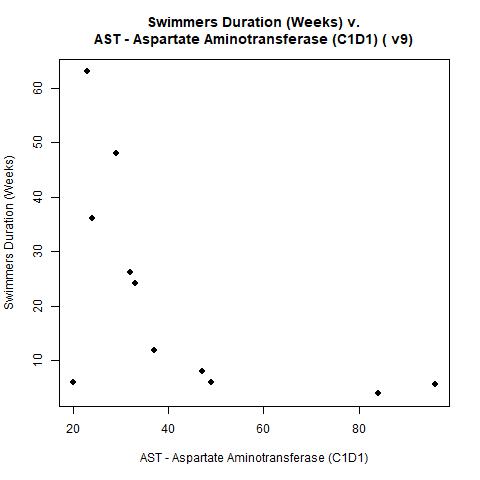 Swimmers Duration (Weeks) v.
AST - Aspartate Aminotransferase (C1D1) ( v9)
Swimmers Duration (Weeks)
60
50
40
30
20
10
20 40 60 80
AST - Aspartate Aminotransferase (C1D1)